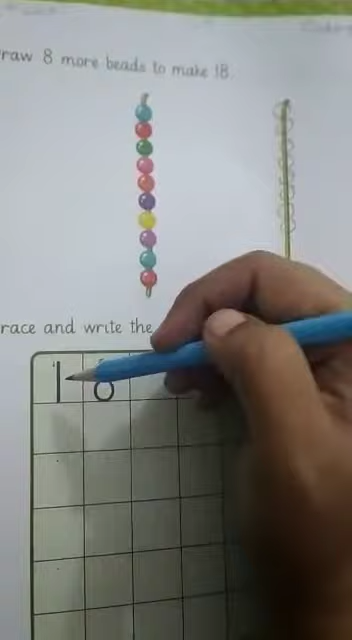 raw 8 more beads to make 18.
race and write the
18